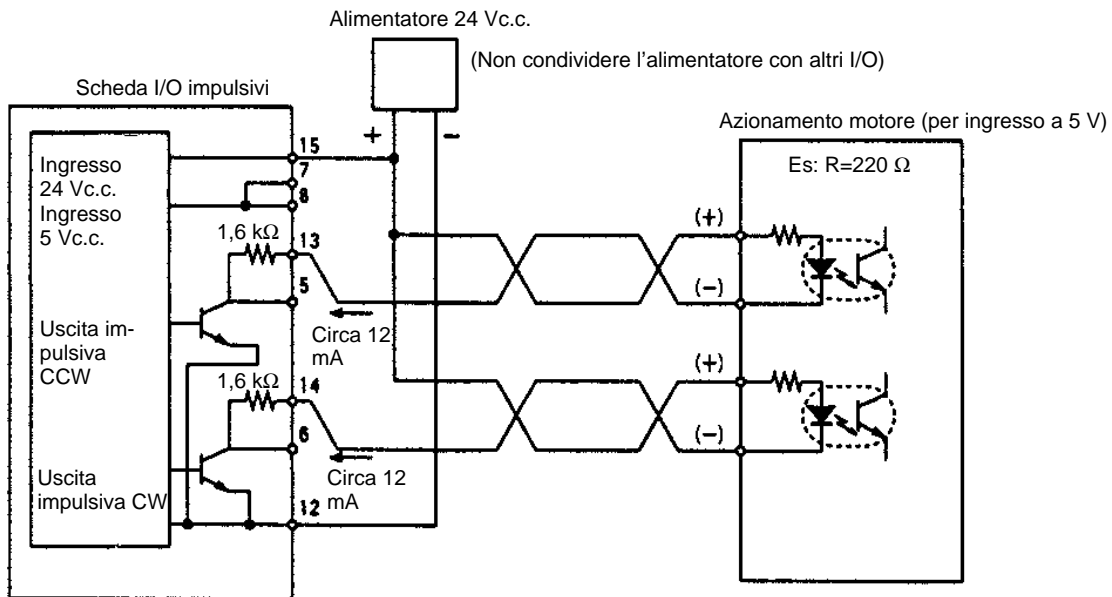 Alimentatore 24 Vc.c.
(Non condividere l'alimentatore con altri I/O)
Scheda I/O impulsivi
+
-
Azionamento motore (per ingresso a 5 V)
Es: R=220 Ω
15
Ingresso
24 Vc.c.
7
8
Ingresso
5 Vc.c.
1,6 kΩ
13
(+)
5
(-)
Circa 12
mA
Uscita im-
pulsiva
CCW
1,6 kΩ
14
(+)
6
(-)
Circa 12
mA
Uscita
impulsiva CW
12